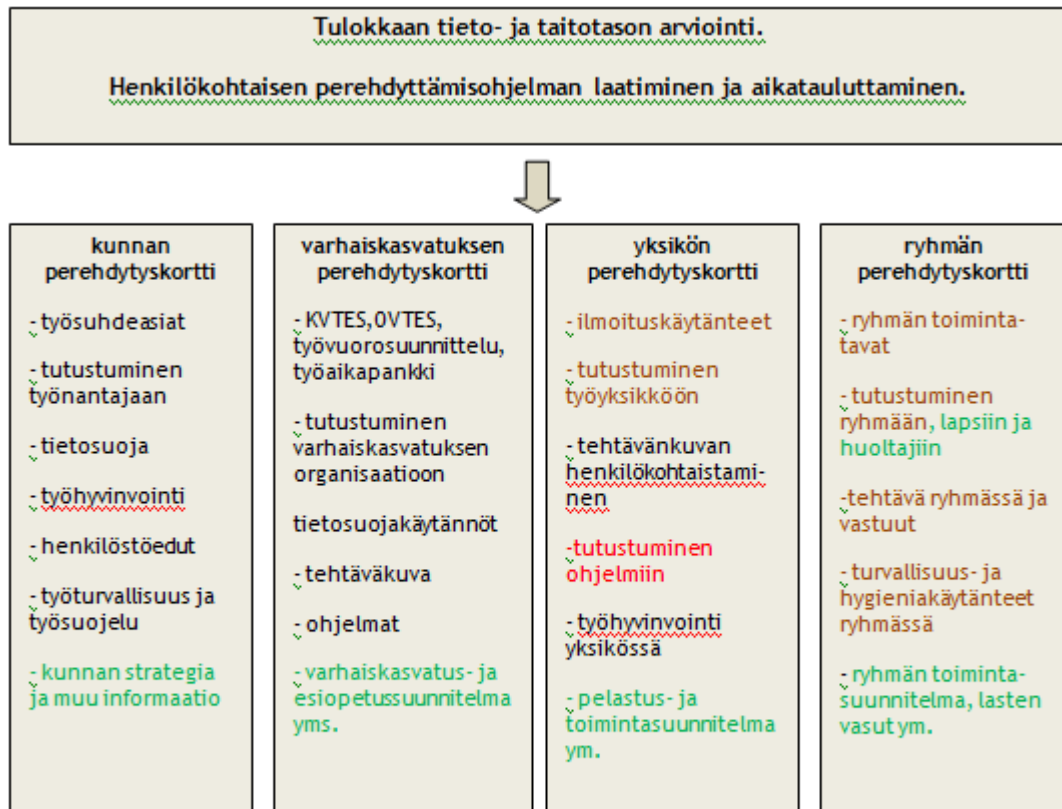 Tulokkaan tieto- ja taitotason arviointi.
Henkilökohtaisen perehdyttämisohjelman laatiminen ja aikatauluttaminen.
kunnan
perehdytyskortti
- työsuhdeasiat
- tutustuminen
työnantajaan
- tietosuoja
- työhyvinvointi
- henkilöstöedut
- työturvallisuus ja
työsuojelu
- kunnan strategia
ja muu informaatio
varhaiskasvatuksen
perehdytyskortti
- KVTES,OVTES,
työvuorosuunnittelu,
työaikapankki
- tutustuminen
varhaiskasvatuksen
organisaatioon
tietosuojakäytännöt
- tehtäväkuva
- ohjelmat
- varhaiskasvatus- ja
esiopetussuunnitelma
yms.
yksikön
perehdytyskortti
- ilmoituskäytänteet
- tutustuminen
työyksikköön
- tehtävänkuvan
henkilökohtaistami-
nen
-tutustuminen
ohjelmiin
- työhyvinvointi
yksikössä
- pelastus- ja
toimintasuunnitelma
ym.
ryhmän
perehdytyskortti
- ryhmän toiminta-
tavat
- tutustuminen
ryhmään, lapsiin ja
huoltajiin
-tehtävä ryhmässä ja
vastuut
- turvallisuus- ja
hygieniakäytänteet
ryhmässä
- ryhmän toiminta-
suunnitelma, lasten
vasut ym.